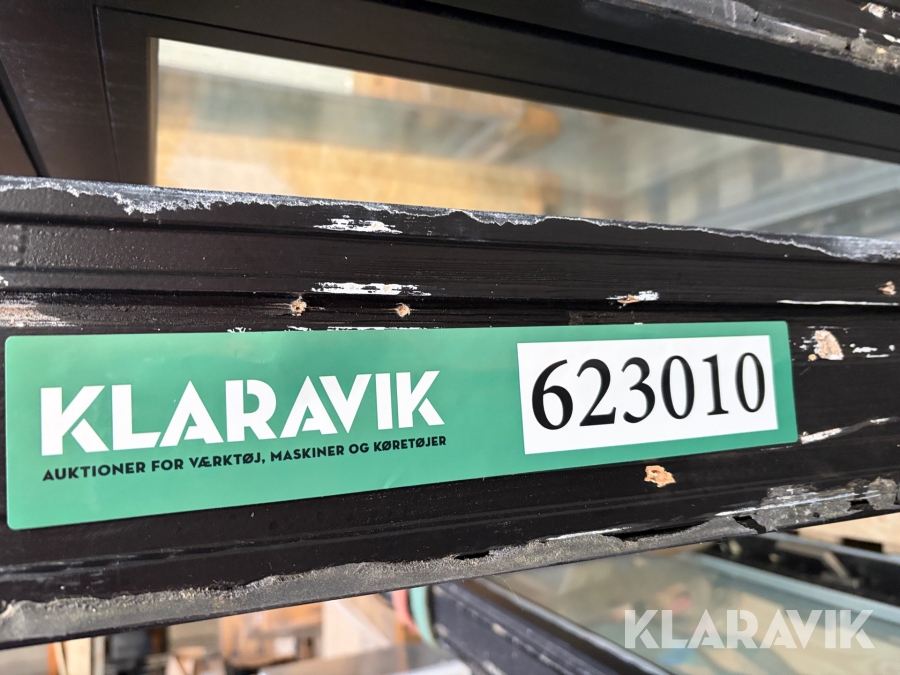 KLARAVIK
AUKTIONER FOR VÆRKTØJ, MASKINER OG KØRETØJER
623010
KLARAVIK